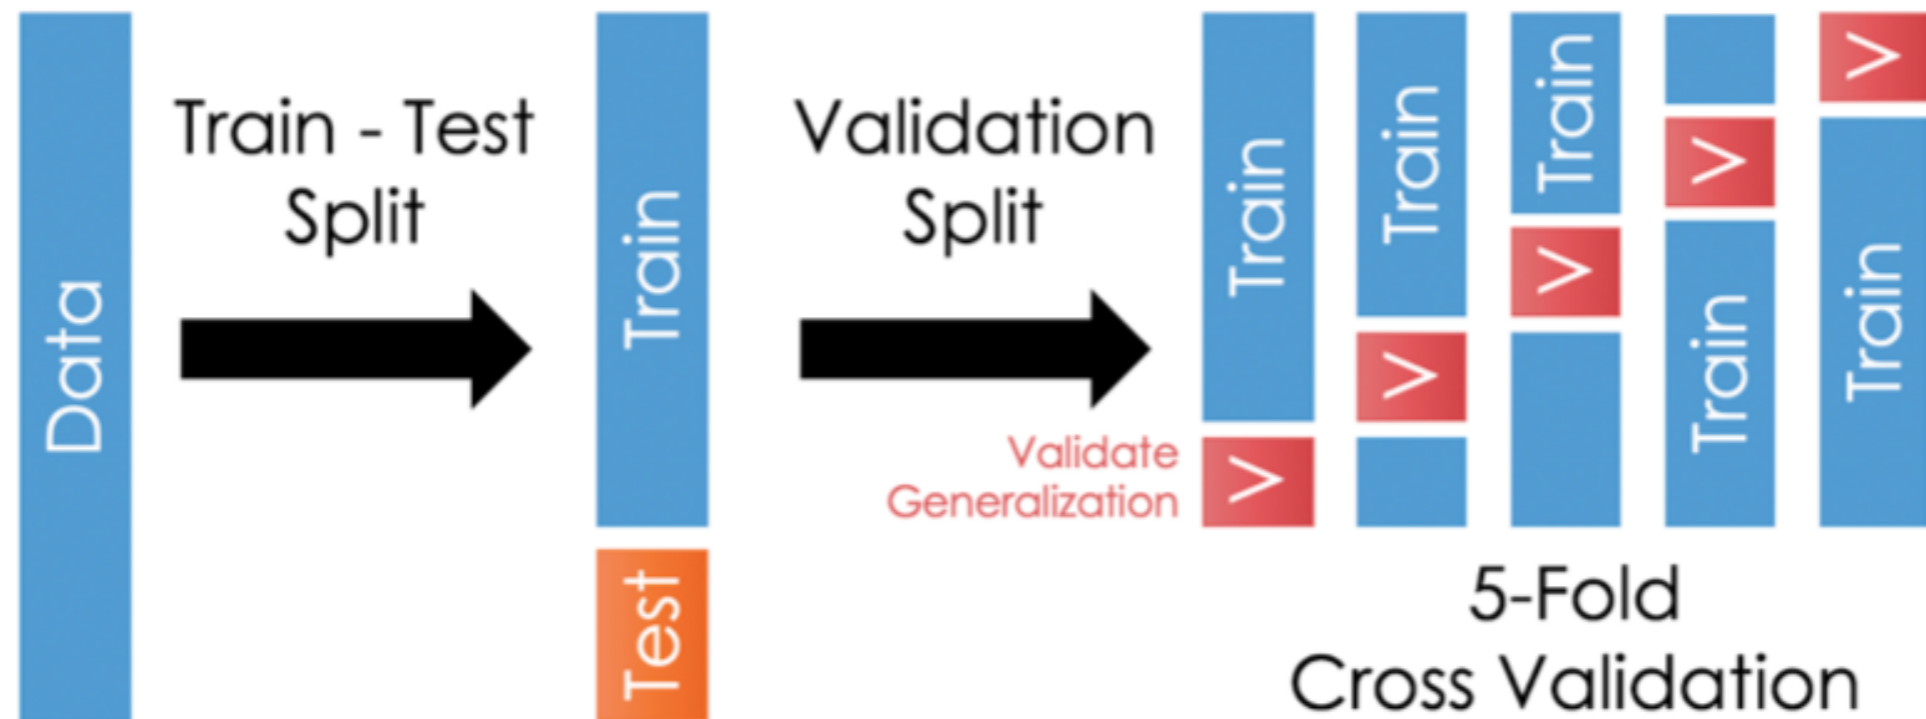 Data
Train - Test
Split
Train
Test
Validation
Split
Validate
Generalization
Train
V
Train
V
Train
V
V
Train
V
Train
5-Fold
Cross Validation